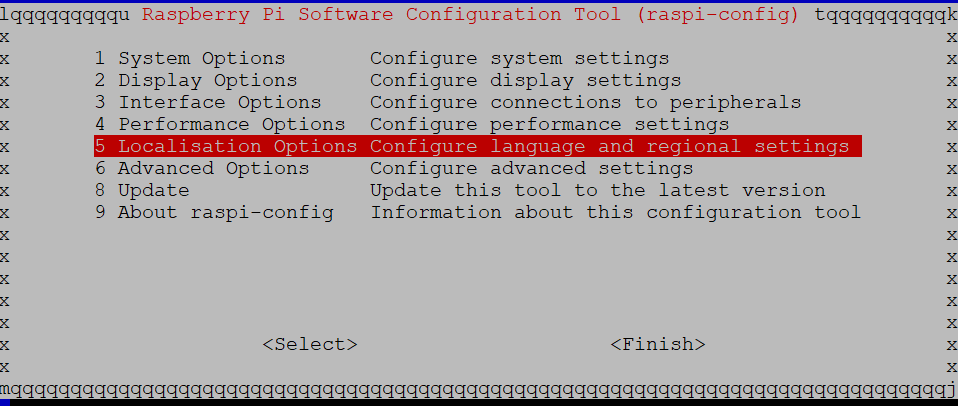 lqqqqqqqqqu Raspberry Pi Software Configuration Tool (raspi-config) tqqqqqqqqqqk
x x
x 1 System Options Configure system settings x
x 2 Display Options Configure display settings x
x 3 Interface Options Configure connections to peripherals x
x 4 Performance Options Configure performance settings x
x 5 Localisation Options Configure language and regional settings x
x 6 Advanced Options Configure advanced settings x
x 8 Update Update this tool to the latest version x
x 9 About raspi-config Information about this configuration tool x
x x
x x
x x
x x
x x
x <Select> <Finish> x
x x
mqqqqqqqqqqqqqqqqqqqqqqqqqqqqqqqqqqqqqqqqqqqqqqqqqqqqqqqqqqqqqqqqqqqqqqqqqqqqqqj